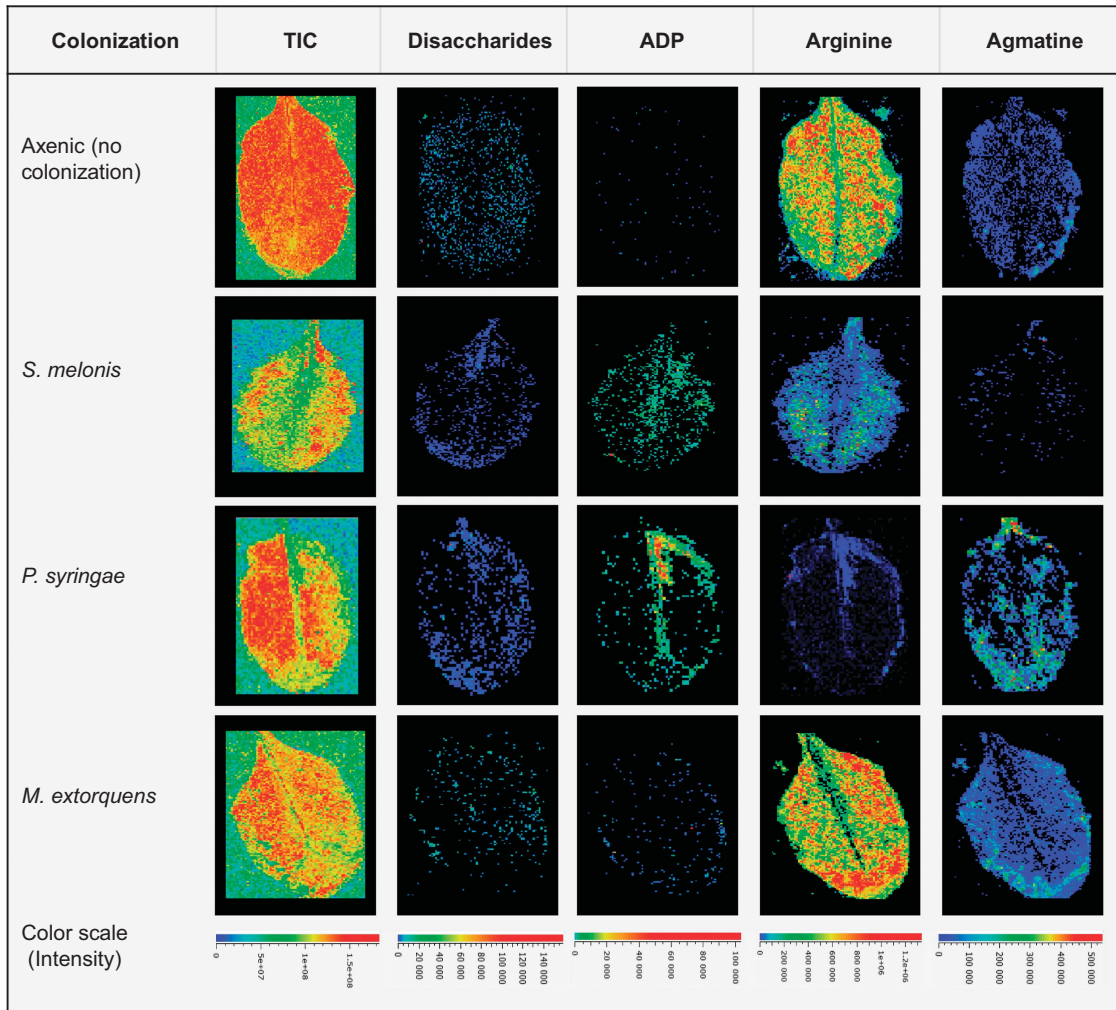 Colonization TIC Disaccharides ADP Arginine Agmatine
Axenic (no
colonization)
S. melonis
P. syringae
M. extorquens
Color scale
(Intensity)
0 5e+07 1e+08 1.5e+08
0 20 000 40 000 60 000 80 000 100 000 120 000 140 000
20 000 40 000 60 000 80 000 100 000
0 200 000 400 000 600 000 800 000 1e+06 1.2e+06
0 100 000 200 000 300 000 400 000 500 000